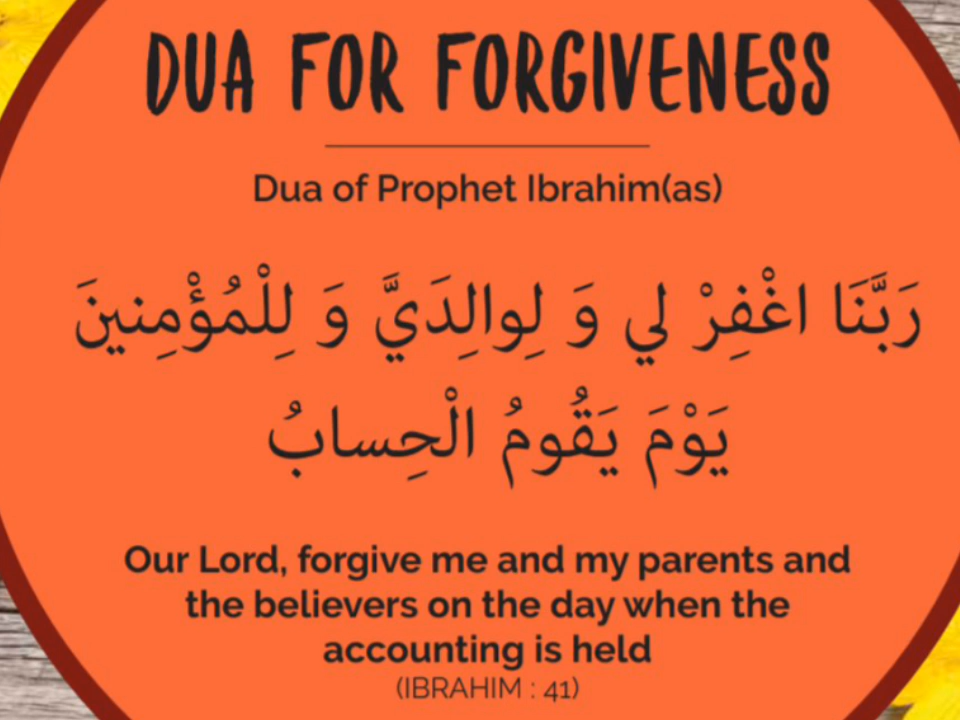 DUA FOR FORGIVENESS
Dua of Prophet Ibrahim(as)
رَبَّنَا اغْفِرْ لي وَ لِوالِدَيَّ وَ لِلْمُؤْمِنينَ
يَوْمَ يَقُومُ الْحِسابُ
Our Lord, forgive me and my parents and
the believers on the day when the
accounting is held
(IBRAHIM : 41)